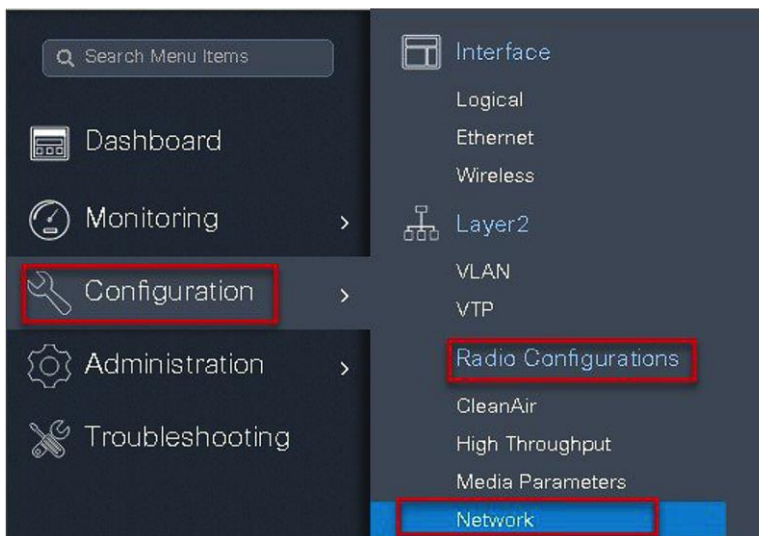 Search Menu Items
Dashboard
Monitoring
Configuration
Administration
Troubleshooting
Interface
Logical
Ethernet
Wireless
Layer2
VLAN
VTP
Radio Configurations
CleanAir
High Throughput
Media Parameters
Network